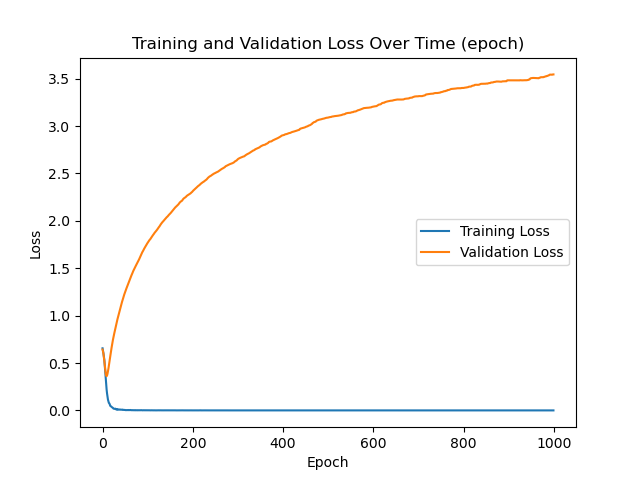 Training and Validation Loss Over Time (epoch)
3.5
3.0
2.5
2.0
1.5
1.0
0.5
0.0
Loss
Training Loss
Validation Loss
0 200 400 600 800 1000
Epoch